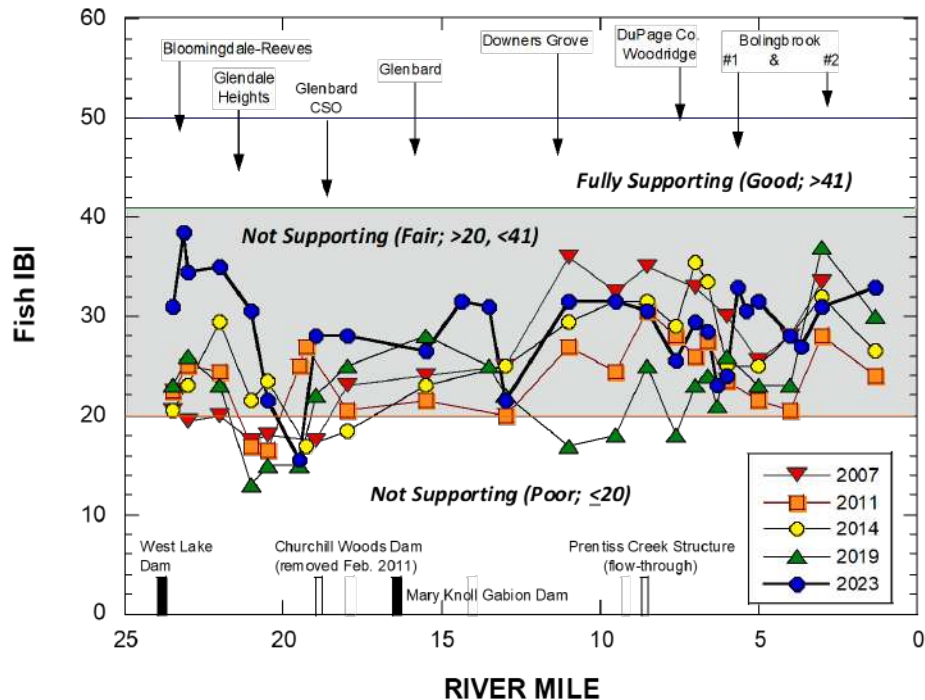 60
50
40
30
20
10
0
Fish IBI
Bloomingdale-Reeves
Glendale
Heights
Glenbard
CSO
Glenbard
Downers Grove
DuPage Co.
Woodridge
Bolingbrook
#1 & #2
Fully Supporting (Good; >41)
Not Supporting (Fair; >20, <41)
Not Supporting (Poor; ≤20)
West Lake
Dam
Churchill Woods Dam
(removed Feb. 2011)
Mary Knoll Gabion Dam
Prentiss Creek Structure
(flow-through)
2007
2011
2014
2019
2023
25 20 15 10 5 0
RIVER MILE